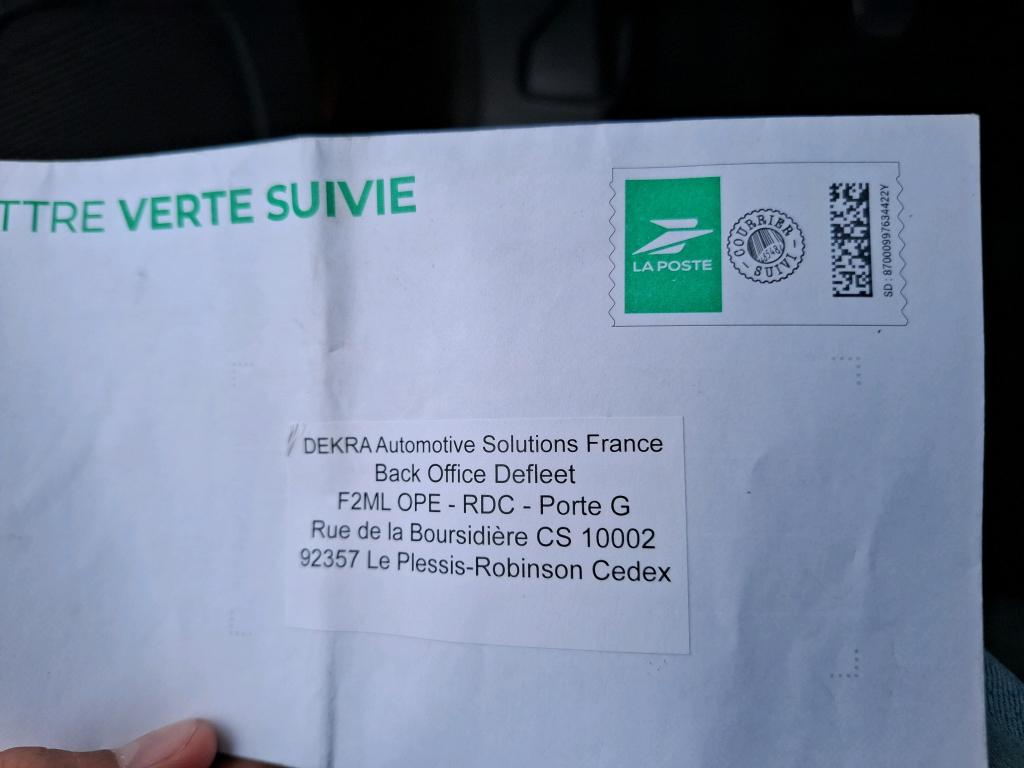 TTRE VERTE SUIVIE
LA POSTE
COURRIER
SUIVI
SD : 87000997634422Y
DEKRA Automotive Solutions France
Back Office Defleet
F2ML OPE - RDC - Porte G
Rue de la Boursidière CS 10002
92357 Le Plessis-Robinson Cedex